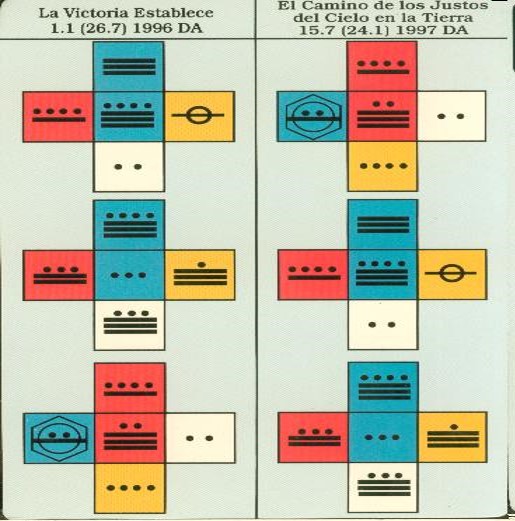 La Victoria Establece
1.1 (26.7) 1996 DA
El Camino de los Justos
del Cielo en la Tierra
15.7 (24.1) 1997 DA